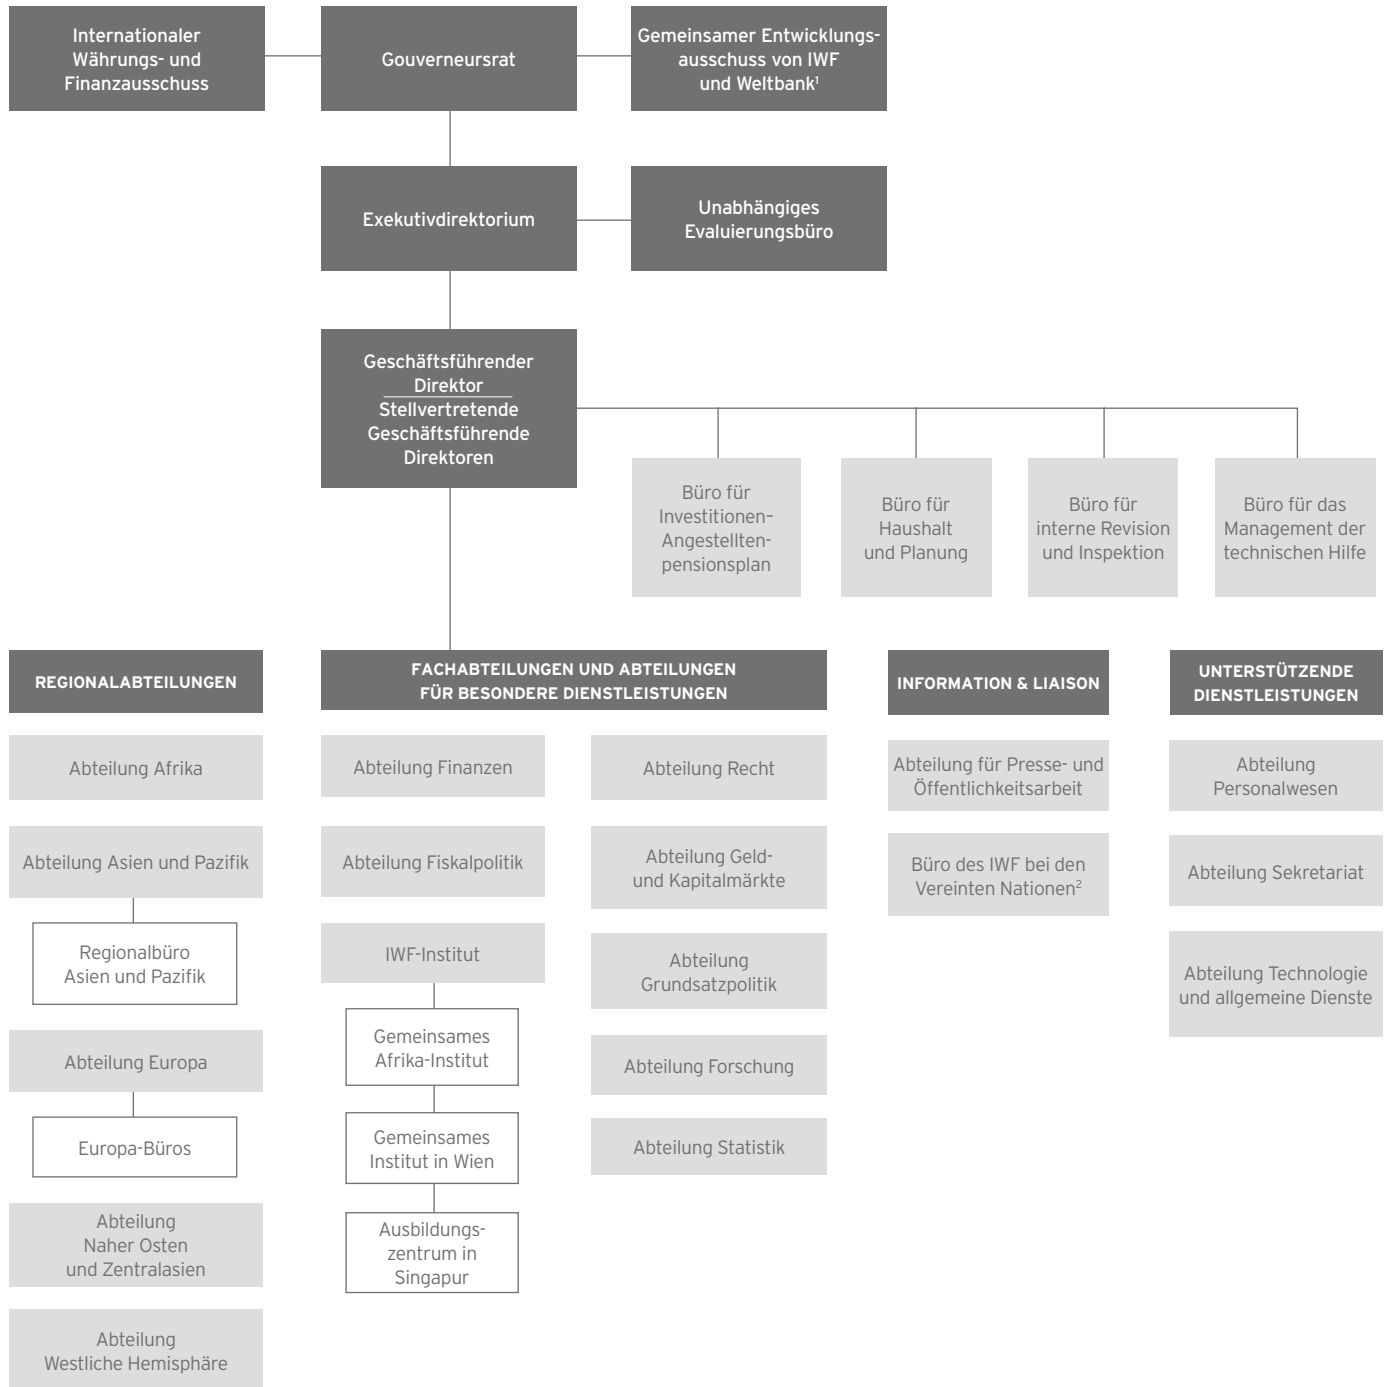 Internationaler
Währungs- und
Finanzausschuss
Gouverneursrat
Gemeinsamer Entwicklungs-
ausschuss von IWF
und Weltbank¹
Exekutivdirektorium
Unabhängiges
Evaluierungsbüro
Geschäftsführender
Direktor
Stellvertretende
Geschäftsführende
Direktoren
Büro für
Investitionen–
Angestellten-
pensionsplan
Büro für
Haushalt
und Planung
Büro für
interne Revision
und Inspektion
Büro für das
Management der
technischen Hilfe
REGIONALABTEILUNGEN
Abteilung Afrika
Abteilung Asien und Pazifik
Regionalbüro
Asien und Pazifik
Abteilung Europa
Europa-Büros
Abteilung
Naher Osten
und Zentralasien
Abteilung
Westliche Hemisphäre
FACHABTEILUNGEN UND ABTEILUNGEN
FÜR BESONDERE DIENSTLEISTUNGEN
Abteilung Finanzen
Abteilung Fiskalpolitik
IWF-Institut
Gemeinsames
Afrika-Institut
Gemeinsames
Institut in Wien
Ausbildungs-
zentrum in
Singapur
Abteilung Recht
Abteilung Geld-
und Kapitalmärkte
Abteilung
Grundsatzpolitik
Abteilung Forschung
Abteilung Statistik
INFORMATION & LIAISON
Abteilung für Presse- und
Öffentlichkeitsarbeit
Büro des IWF bei den
Vereinten Nationen²
UNTERSTÜTZENDE
DIENSTLEISTUNGEN
Abteilung
Personalwesen
Abteilung Sekretariat
Abteilung Technologie
und allgemeine Dienste